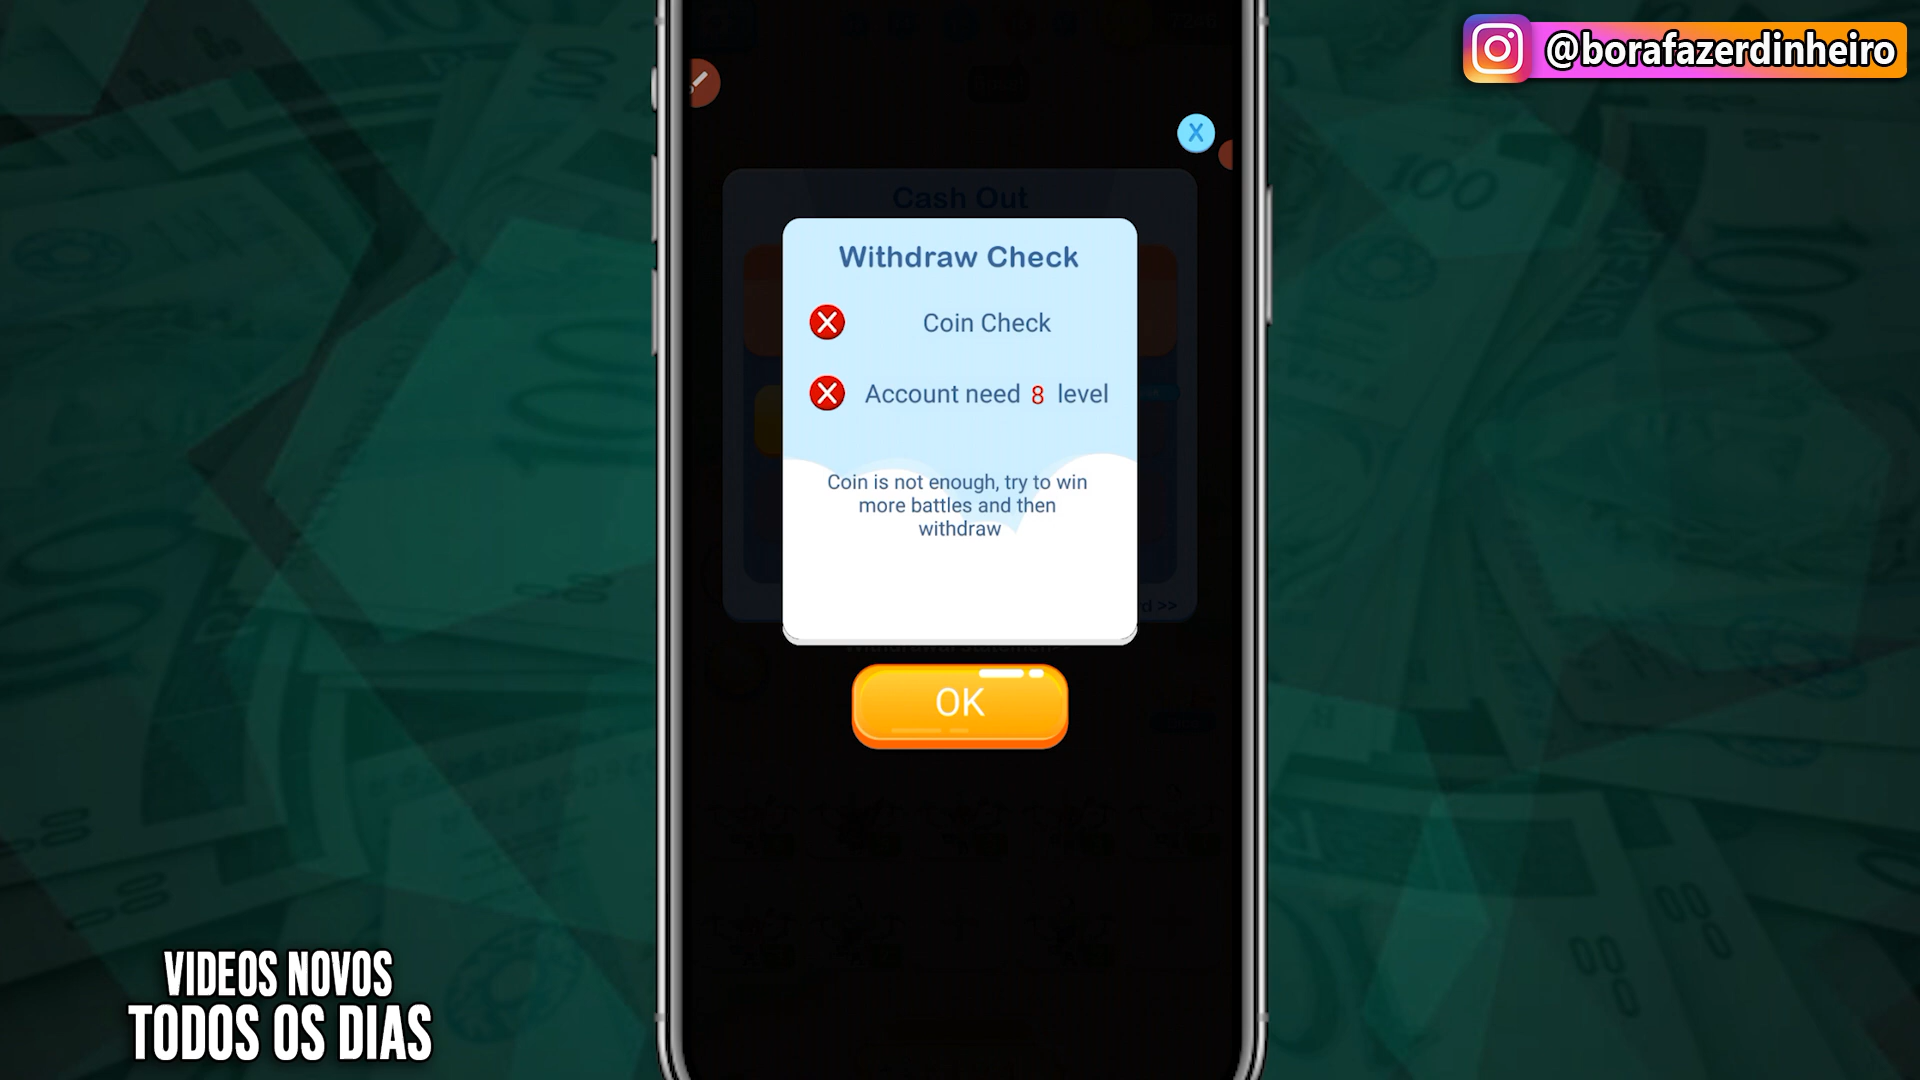 @borafazerdinheiro
Cash Out
Withdraw Check
Coin Check
Account need 8 level
Coin is not enough, try to win
more battles and then
withdraw
OK
VIDEOS NOVOS
TODOS OS DIAS
100